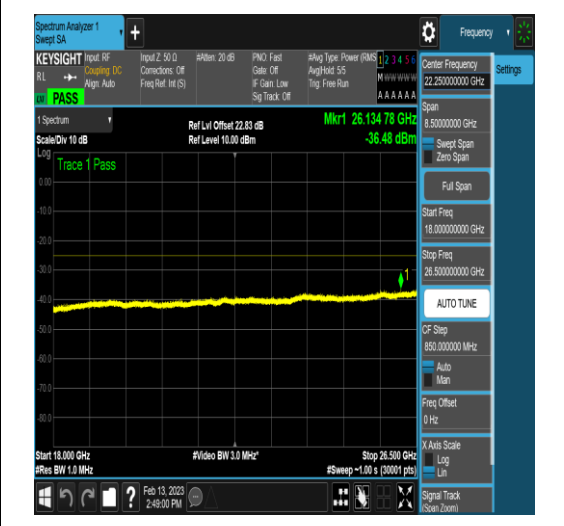 Spectrum Analyzer 1
Swept SA
Frequency
KEYSIGHT
Input: RF
Coupling: DC
Align: Auto
Input Z: 50 Ω
Corrections: Off
Freq Ref: Int (S)
#Atten: 20 dB
PNO: Fast
Gate: Off
IF Gain: Low
Sig Track: Off
#Avg Type: Power (RMS
Avg|Hold: 5/5
Trig: Free Run
1 2 3 4 5 6
M W W W W W
A A A A A A
RL
PASS
1 Spectrum
Scale/Div 10 dB
Ref Lvl Offset 22.83 dB
Ref Level 10.00 dBm
Mkr1 26.134 78 GHz
-36.48 dBm
Log
Trace 1 Pass
0.00
-10.0
-20.0
-30.0
-40.0
-50.0
-60.0
-70.0
-80.0
1
Start 18.000 GHz
#Res BW 1.0 MHz
#Video BW 3.0 MHz*
Stop 26.500 GHz
#Sweep ~1.00 s (30001 pts)
Feb 13, 2023
2:49:00 PM
Center Frequency
22.250000000 GHz
Settings
Span
8.50000000 GHz
Swept Span
Zero Span
Full Span
Start Freq
18.000000000 GHz
Stop Freq
26.500000000 GHz
AUTO TUNE
CF Step
850.000000 MHz
Auto
Man
Freq Offset
0 Hz
X Axis Scale
Log
Lin
Signal Track
(Span Zoom)